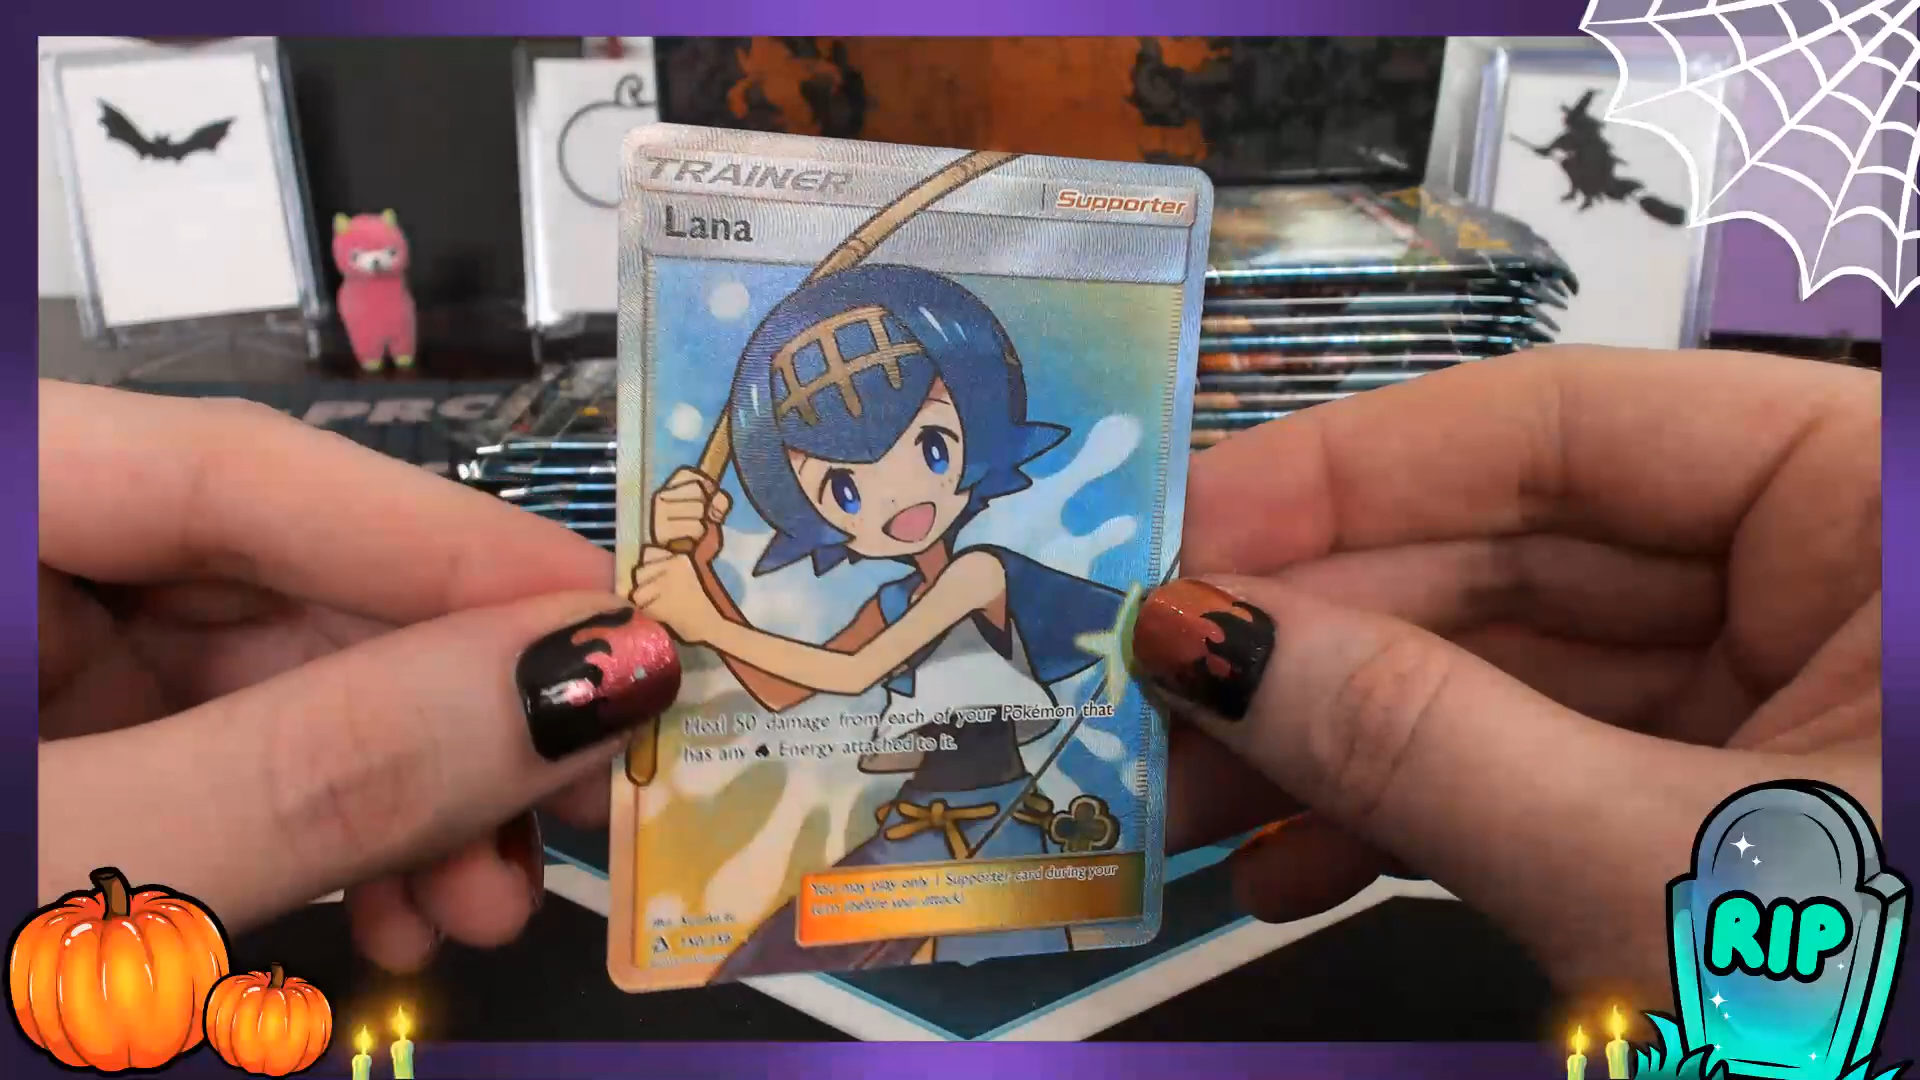 TRAINER
Supporter
Lana
PRC
Heal 50 damage from each of your Pokémon that
has any Energy attached to it.
You may play only 1 Supporter card during your
turn (before your attack)
RIP